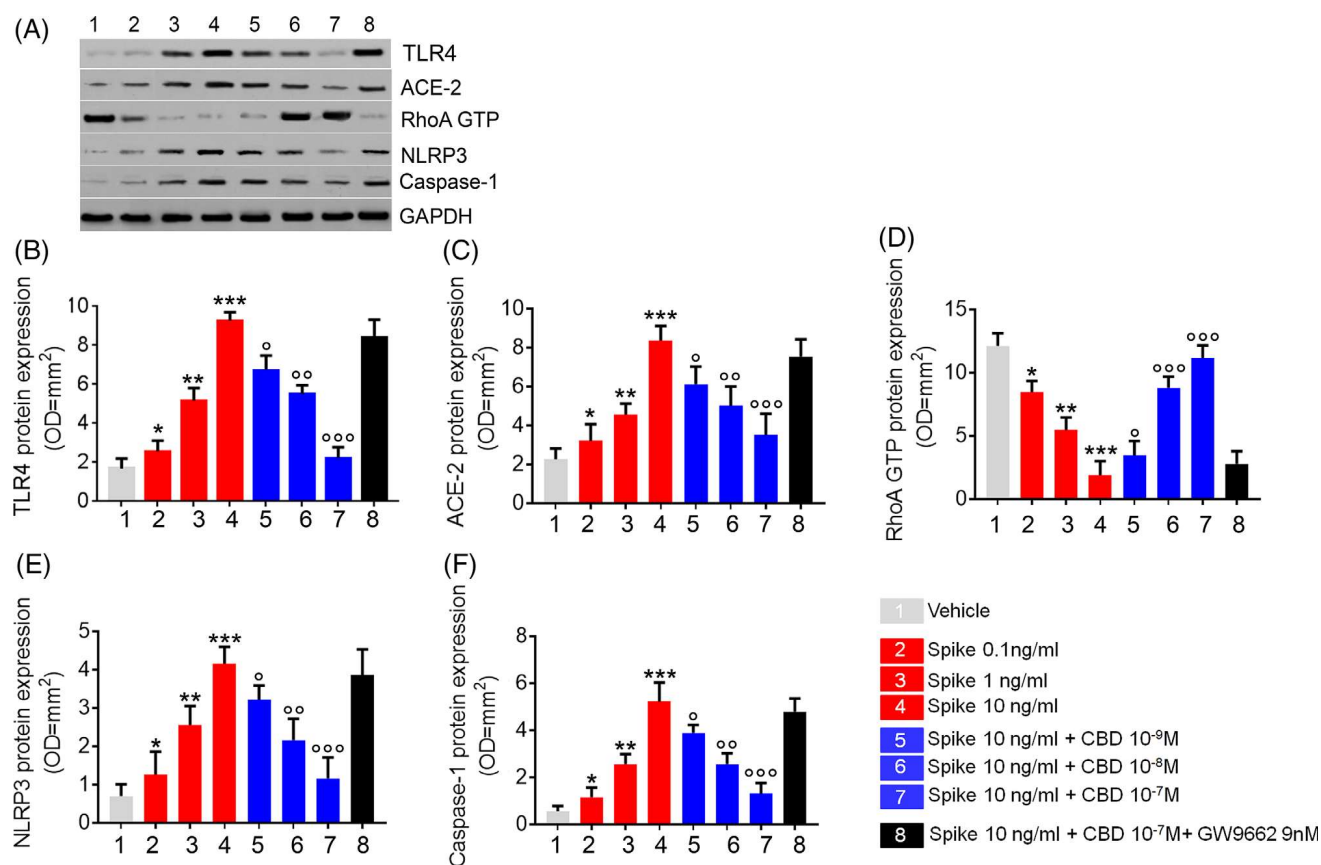 (A)
1 2 3 4 5 6 7 8
TLR4
ACE-2
RhoA GTP
NLRP3
Caspase-1
GAPDH
(B)
TLR4 protein expression
(OD=mm²)
10
8
6
4
2
0
* ** *** ° °° °°°
1 2 3 4 5 6 7 8
(C)
ACE-2 protein expression
(OD=mm²)
10
8
6
4
2
0
* ** *** ° °° °°°
1 2 3 4 5 6 7 8
(D)
RhoA GTP protein expression
(OD=mm²)
15
10
5
0
* ** *** ° °°° °°°
1 2 3 4 5 6 7 8
(E)
NLRP3 protein expression
(OD=mm²)
5
4
3
2
1
0
* ** *** ° °° °°°
1 2 3 4 5 6 7 8
(F)
Caspase-1 protein expression
(OD=mm²)
8
6
4
2
0
* ** *** ° °° °°°
1 2 3 4 5 6 7 8
1 Vehicle
2 Spike 0.1ng/ml
3 Spike 1 ng/ml
4 Spike 10 ng/ml
5 Spike 10 ng/ml + CBD 10⁻⁹M
6 Spike 10 ng/ml + CBD 10⁻⁸M
7 Spike 10 ng/ml + CBD 10⁻⁷M
8 Spike 10 ng/ml + CBD 10⁻⁷M+ GW9662 9nM